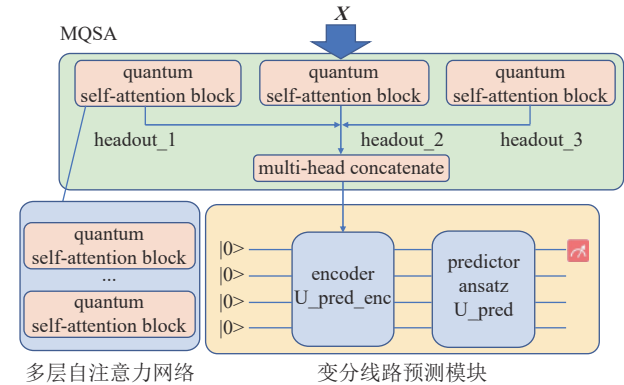 X
MQSA
quantum
self-attention block
quantum
self-attention block
quantum
self-attention block
headout_1
headout_2
headout_3
multi-head concatenate
quantum
self-attention block
...
quantum
self-attention block
多层自注意力网络
|0>
|0>
|0>
|0>
encoder
U_pred_enc
predictor
ansatz
U_pred
变分线路预测模块